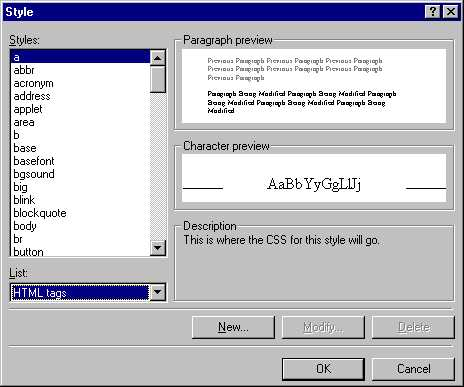 Style
Styles:
a
abbr
acronym
address
applet
area
b
base
basefont
bgsound
big
blink
blockquote
body
br
button
List:
HTML tags
Paragraph preview
Previous Paragraph Previous Paragraph Previous Paragraph
Previous Paragraph Previous Paragraph Previous Paragraph
Previous Paragraph
Paragraph Being Modified Paragraph Being Modified Paragraph
Being Modified Paragraph Being Modified Paragraph Being
Modified
Character preview
AaBbYyGgLlJj
Description
This is where the CSS for this style will go.
New...
Modify...
Delete
OK
Cancel